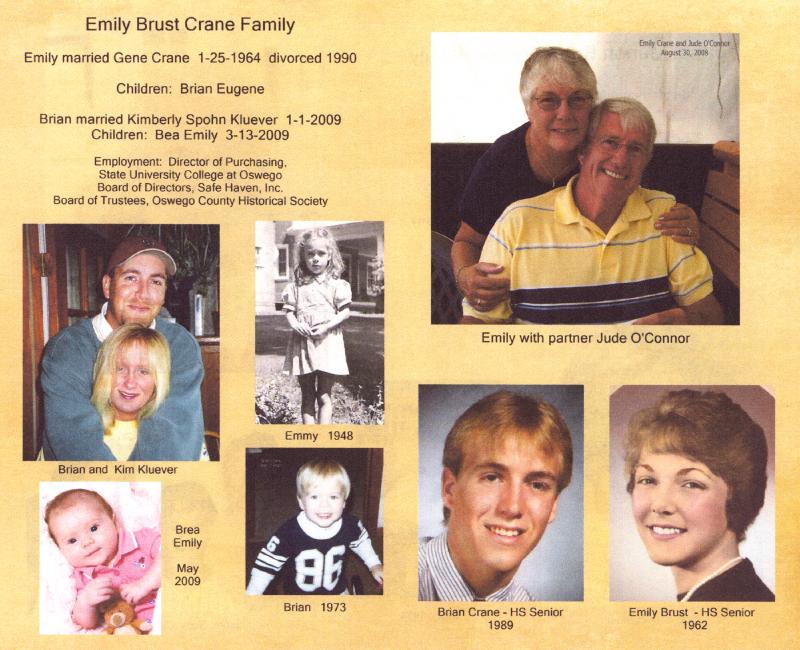 Emily Brust Crane Family
Emily married Gene Crane 1-25-1964 divorced 1990
Children: Brian Eugene
Brian married Kimberly Spohn Kluever 1-1-2009
Children: Bea Emily 3-13-2009
Employment: Director of Purchasing,
State University College at Oswego
Board of Directors, Safe Haven, Inc.
Board of Trustees, Oswego County Historical Society
Emily Crane and Jude O'Connor
August 30, 2008
Emily with partner Jude O'Connor
Brian and Kim Kluever
Emmy 1948
Brea
Emily
May
2009
86
86
Brian 1973
Brian Crane - HS Senior
1989
Emily Brust - HS Senior
1962